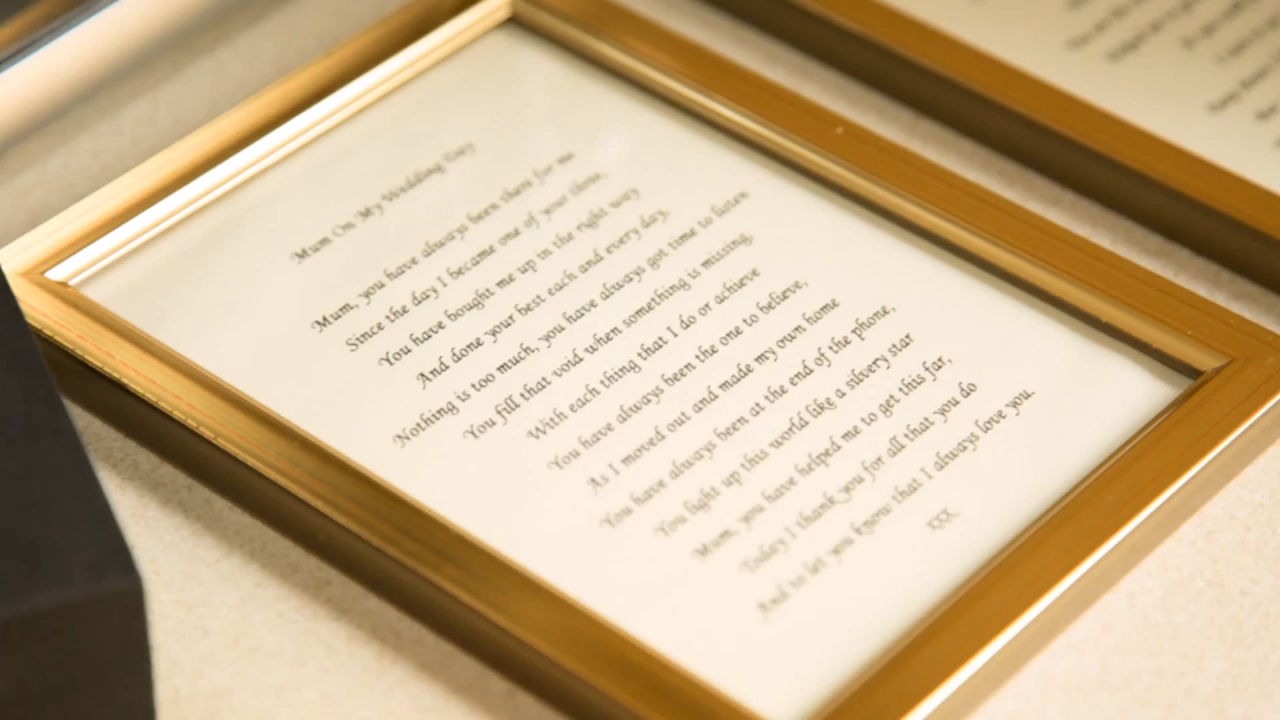 Mum On My Wedding Day
Mum, you have always been there for me
Since the day I became one of your three,
You have bought me up in the right way
And done your best each and every day,
Nothing is too much, you have always got time to listen
You fill that void when something is missing,
With each thing that I do or achieve
You have always been the one to believe,
As I moved out and made my own home
You have always been at the end of the phone,
You light up this world like a silvery star
Mum, you have helped me to get this far,
Today I thank you for all that you do
And to let you know that I always love you.
xxx